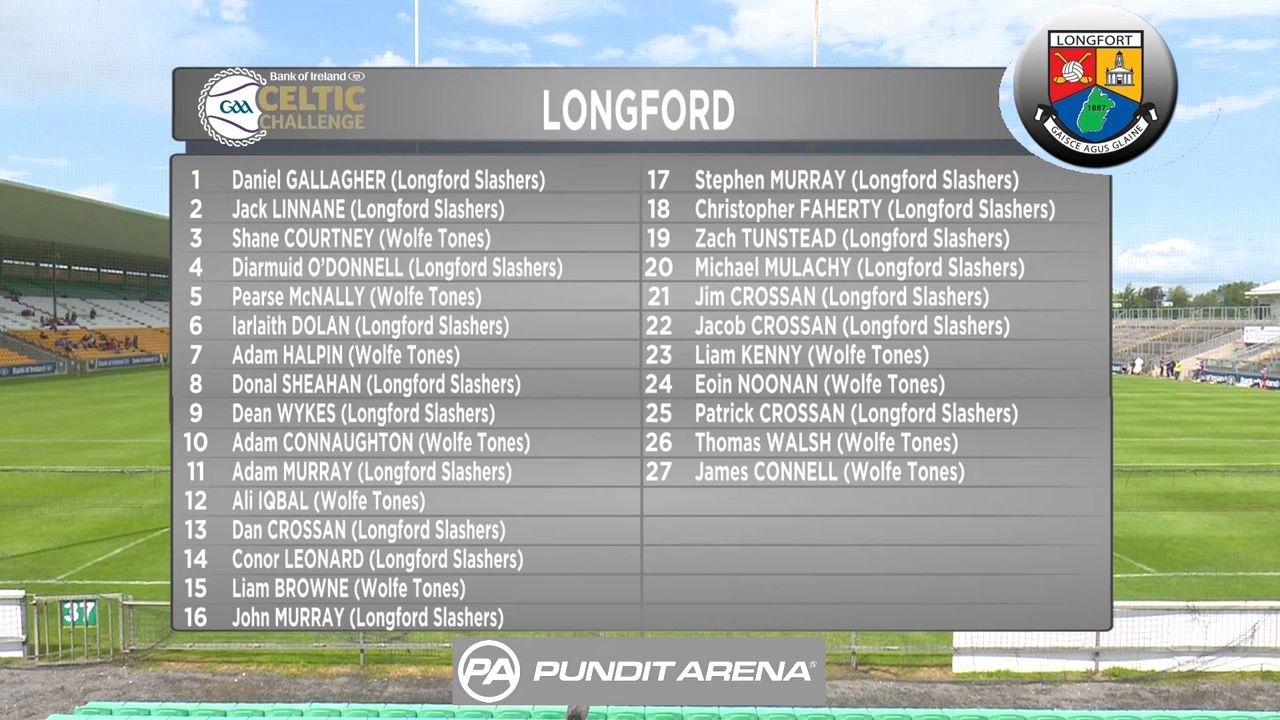 Bank of Ireland
GAA
CELTIC
CHALLENGE
LONGFORD
LONGFORT
1887
GAISCE AGUS GLAINE
1 Daniel GALLAGHER (Longford Slashers)
2 Jack LINNANE (Longford Slashers)
3 Shane COURTNEY (Wolfe Tones)
4 Diarmuid O'DONNELL (Longford Slashers)
5 Pearse McNALLY (Wolfe Tones)
6 Iarlaith DOLAN (Longford Slashers)
7 Adam HALPIN (Wolfe Tones)
8 Donal SHEAHAN (Longford Slashers)
9 Dean WYKES (Longford Slashers)
10 Adam CONNAUGHTON (Wolfe Tones)
11 Adam MURRAY (Longford Slashers)
12 Ali IQBAL (Wolfe Tones)
13 Dan CROSSAN (Longford Slashers)
14 Conor LEONARD (Longford Slashers)
15 Liam BROWNE (Wolfe Tones)
16 John MURRAY (Longford Slashers)
17 Stephen MURRAY (Longford Slashers)
18 Christopher FAHERTY (Longford Slashers)
19 Zach TUNSTEAD (Longford Slashers)
20 Michael MULACHY (Longford Slashers)
21 Jim CROSSAN (Longford Slashers)
22 Jacob CROSSAN (Longford Slashers)
23 Liam KENNY (Wolfe Tones)
24 Eoin NOONAN (Wolfe Tones)
25 Patrick CROSSAN (Longford Slashers)
26 Thomas WALSH (Wolfe Tones)
27 James CONNELL (Wolfe Tones)
Bank of Ireland
37
PA PUNDIT ARENA